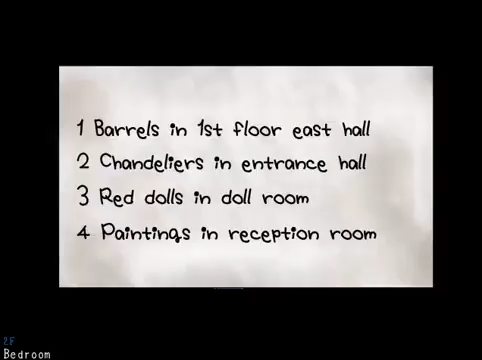 1 Barrels in 1st floor east hall
2 Chandeliers in entrance hall
3 Red dolls in doll room
4 Paintings in reception room
2F
Bedroom